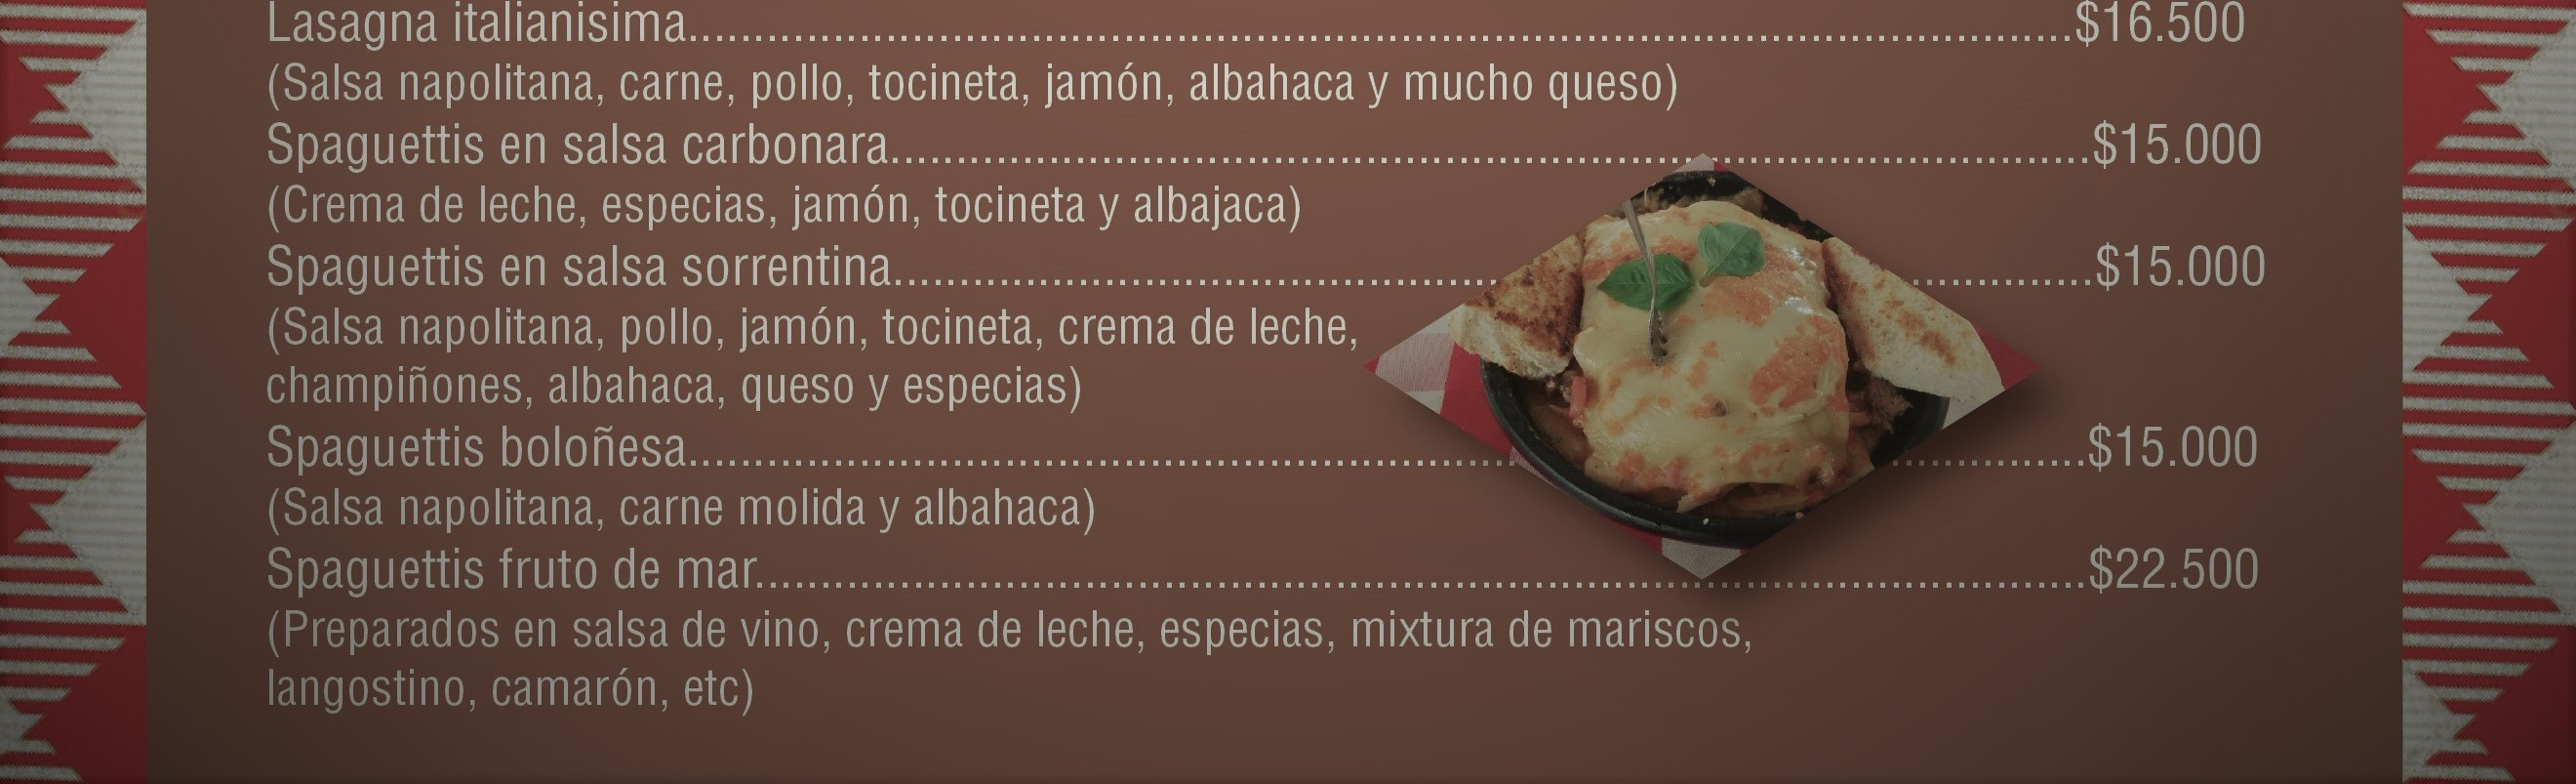 Lasagna italianisima....................................................................................................$16.500
(Salsa napolitana, carne, pollo, tocineta, jamón, albahaca y mucho queso)
Spaguettis en salsa carbonara.......................................................................................$15.000
(Crema de leche, especias, jamón, tocineta y albajaca)
Spaguettis en salsa sorrentina.......................................................................................$15.000
(Salsa napolitana, pollo, jamón, tocineta, crema de leche,
champiñones, albahaca, queso y especias)
Spaguettis boloñesa.....................................................................................................$15.000
(Salsa napolitana, carne molida y albahaca)
Spaguettis fruto de mar................................................................................................$22.500
(Preparados en salsa de vino, crema de leche, especias, mixtura de mariscos,
langostino, camarón, etc)